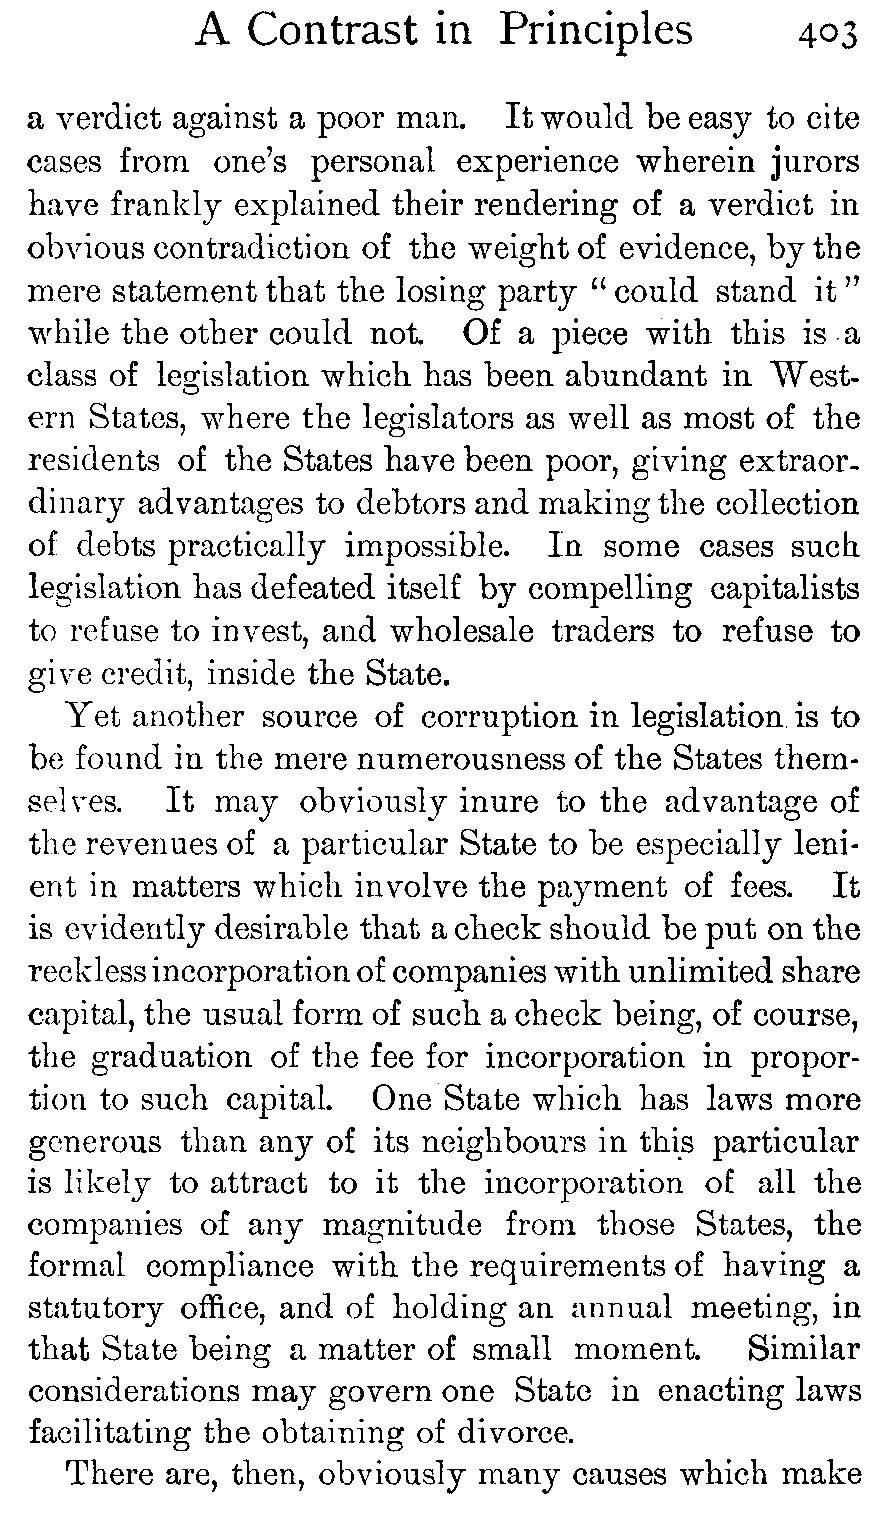 A Contrast in Principles 403
a verdict against a poor man. It would be easy to cite
cases from one's personal experience wherein jurors
have frankly explained their rendering of a verdict in
obvious contradiction of the weight of evidence, by the
mere statement that the losing party “could stand it”
while the other could not. Of a piece with this is a
class of legislation which has been abundant in West-
ern States, where the legislators as well as most of the
residents of the States have been poor, giving extraor-
dinary advantages to debtors and making the collection
of debts practically impossible. In some cases such
legislation has defeated itself by compelling capitalists
to refuse to invest, and wholesale traders to refuse to
give credit, inside the State.
Yet another source of corruption in legislation is to
be found in the mere numerousness of the States them-
selves. It may obviously inure to the advantage of
the revenues of a particular State to be especially leni-
ent in matters which involve the payment of fees. It
is evidently desirable that a check should be put on the
reckless incorporation of companies with unlimited share
capital, the usual form of such a check being, of course,
the graduation of the fee for incorporation in propor-
tion to such capital. One State which has laws more
generous than any of its neighbours in this particular
is likely to attract to it the incorporation of all the
companies of any magnitude from those States, the
formal compliance with the requirements of having a
statutory office, and of holding an annual meeting, in
that State being a matter of small moment. Similar
considerations may govern one State in enacting laws
facilitating the obtaining of divorce.
There are, then, obviously many causes which make